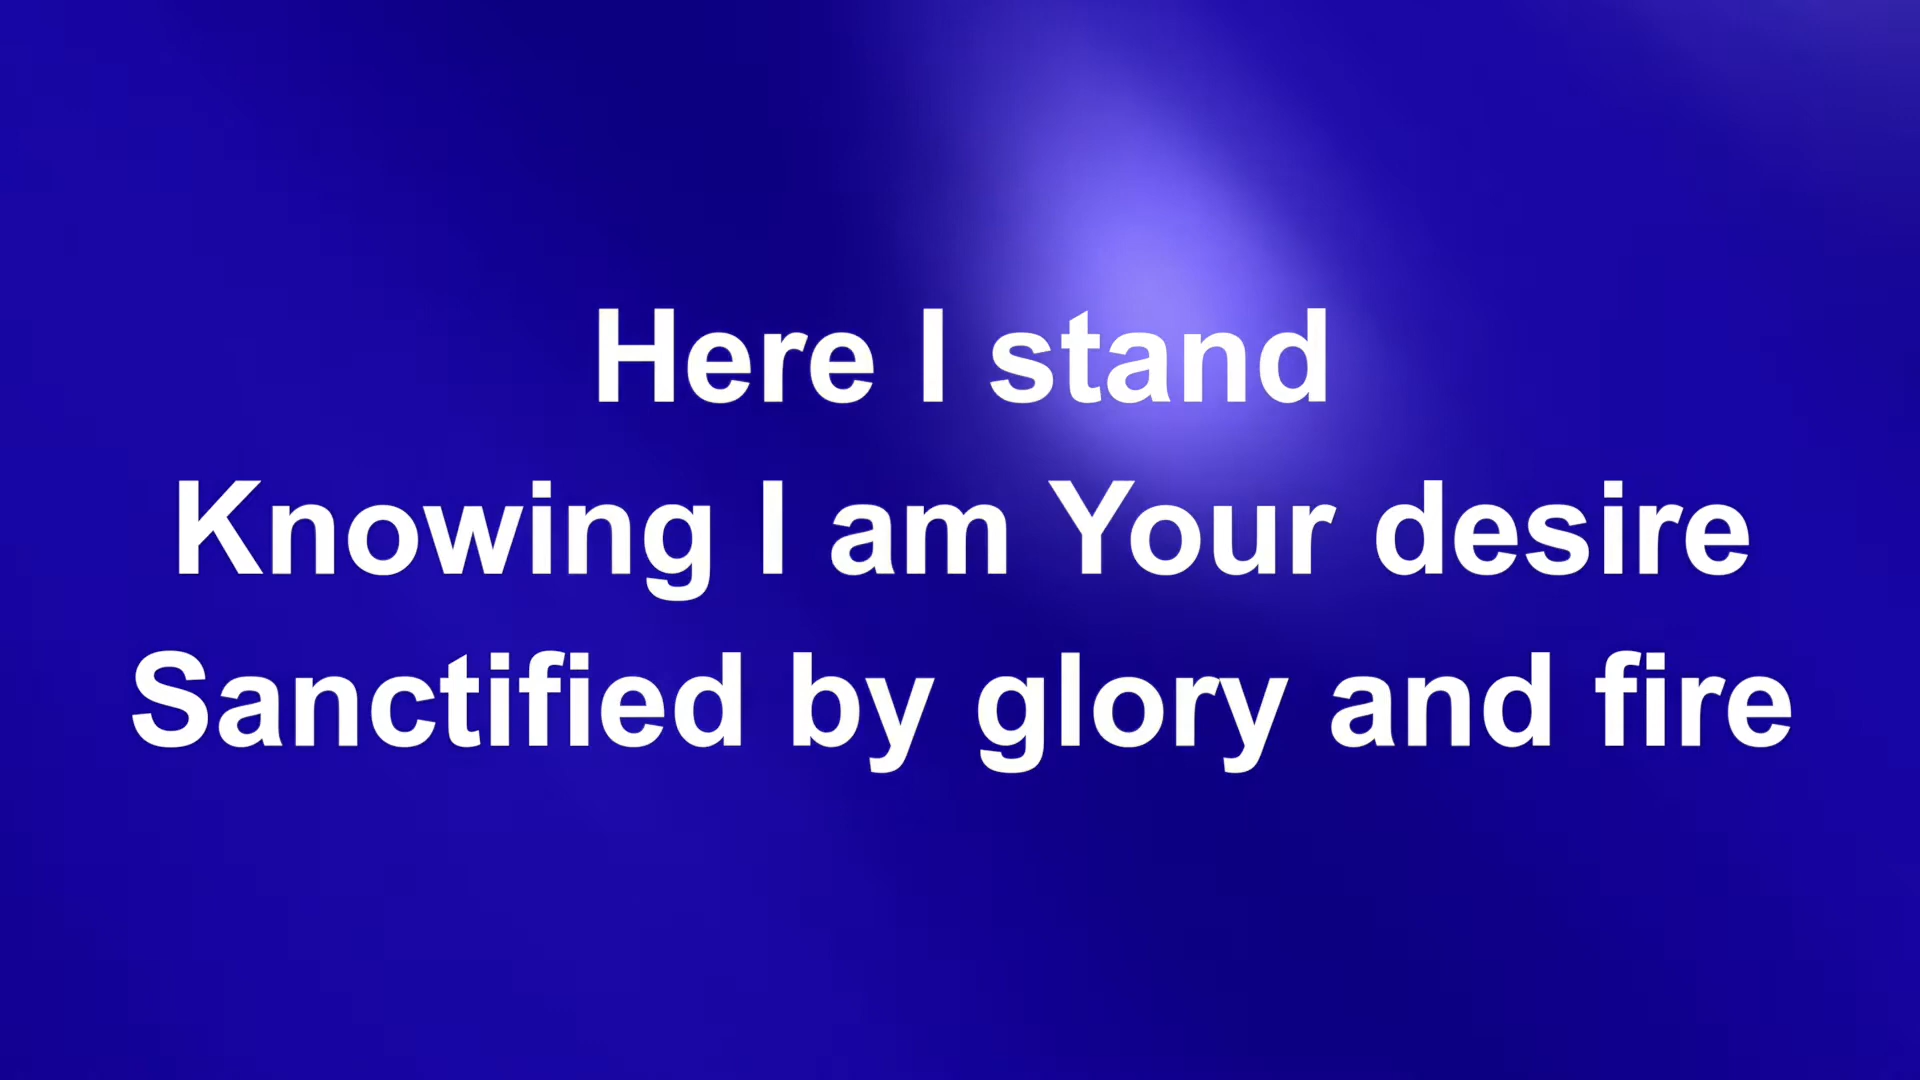 Here I stand
Knowing I am Your desire
Sanctified by glory and fire